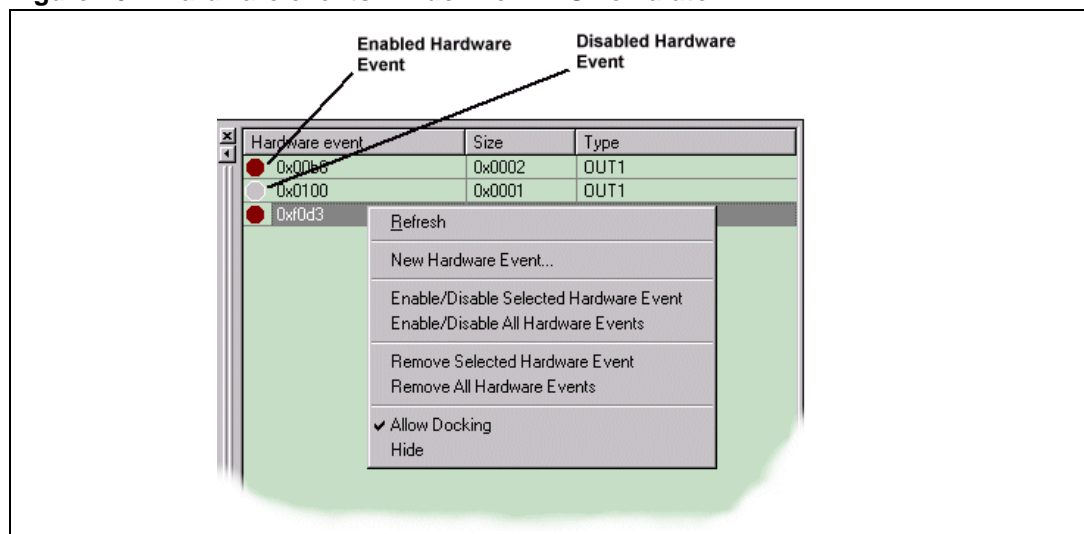 Enabled Hardware
Event
Disabled Hardware
Event
Hardware event Size Type
0x00b8 0x0002 OUT1
0x0100 0x0001 OUT1
0xf0d3
Refresh
New Hardware Event...
Enable/Disable Selected Hardware Event
Enable/Disable All Hardware Events
Remove Selected Hardware Event
Remove All Hardware Events
Allow Docking
Hide